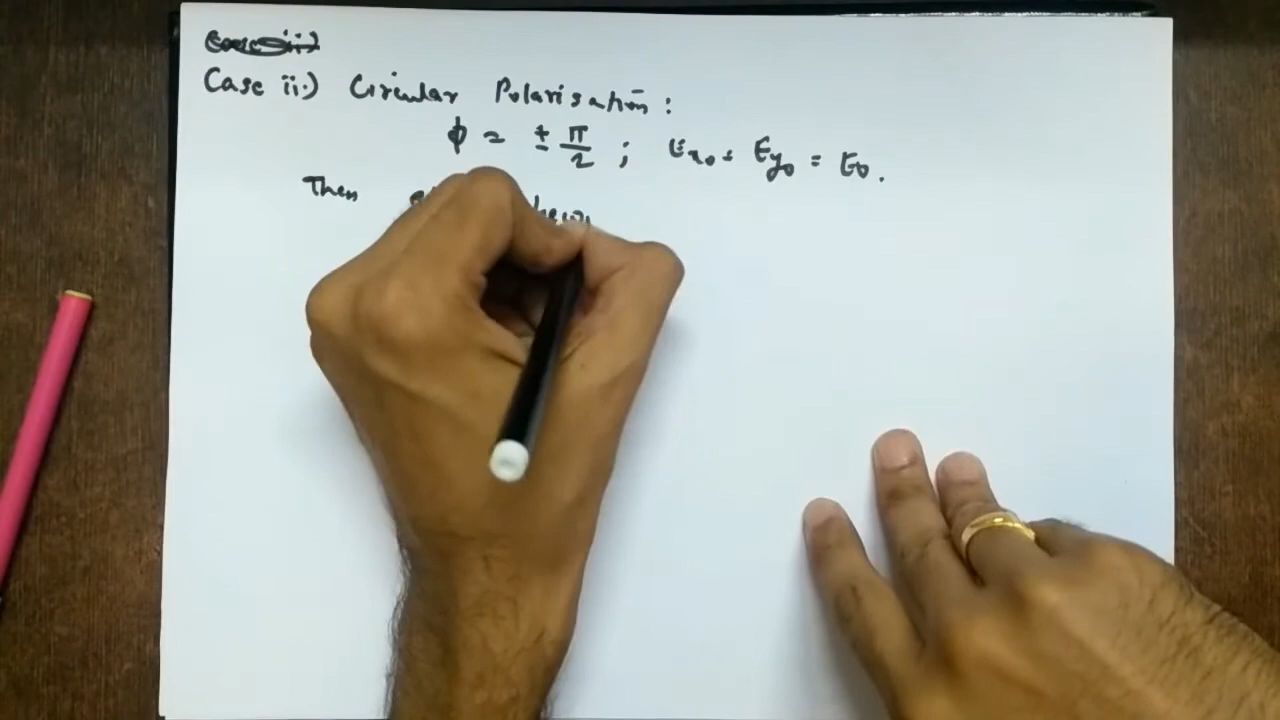 Case ii.) Circular Polarisation :
ϕ = ± π/2 ; Ex₀ = Ey₀ = E₀.
Then